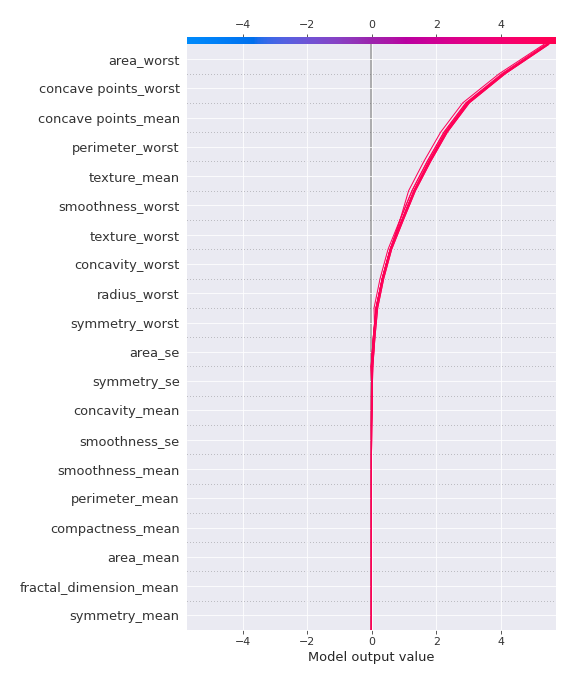 −4 −2 0 2 4
area_worst
concave points_worst
concave points_mean
perimeter_worst
texture_mean
smoothness_worst
texture_worst
concavity_worst
radius_worst
symmetry_worst
area_se
symmetry_se
concavity_mean
smoothness_se
smoothness_mean
perimeter_mean
compactness_mean
area_mean
fractal_dimension_mean
symmetry_mean
−4 −2 0 2 4
Model output value